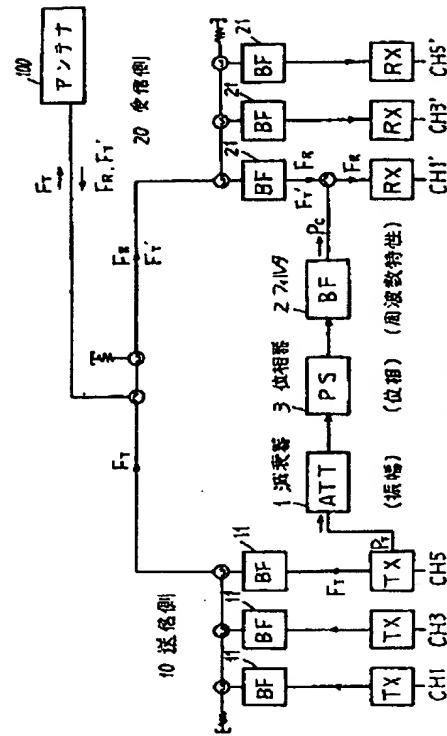 100
アンテナ
F_T
F_R, F_T'
20 受信側
F_R
F_T'
F_T
21
BF
21
BF
21
BF
F_T'
F_R
RX
CH1'
RX
CH3'
RX
CH5'
P_C
F_R
2 フィルタ
BF
(周波数特性)
3 位相器
PS
(位相)
1 減衰器
ATT
(振幅)
P_T
10 送信側
11
BF
11
BF
11
BF
F_T
TX
CH1
TX
CH3
TX
CH5